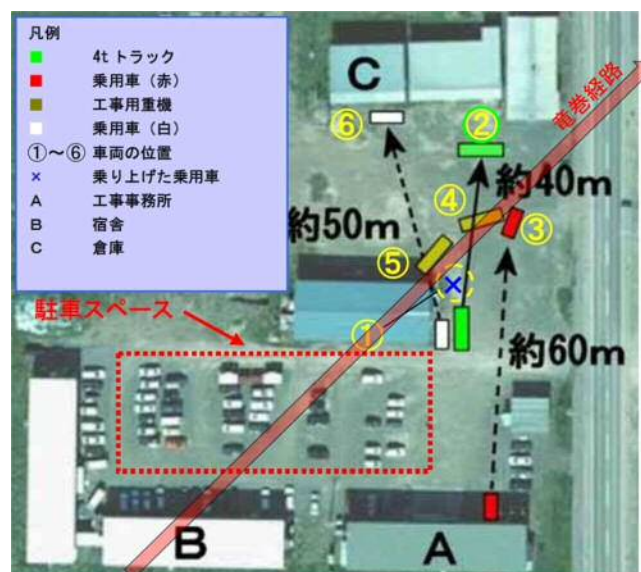 凡例
4t トラック
乗用車（赤）
工事用重機
乗用車（白）
①～⑥ 車両の位置
× 乗り上げた乗用車
A 工事事務所
B 宿舎
C 倉庫
C
⑥
②
竜巻経路
約40m
④
③
約50m
⑤
駐車スペース
①
約60m
B
A